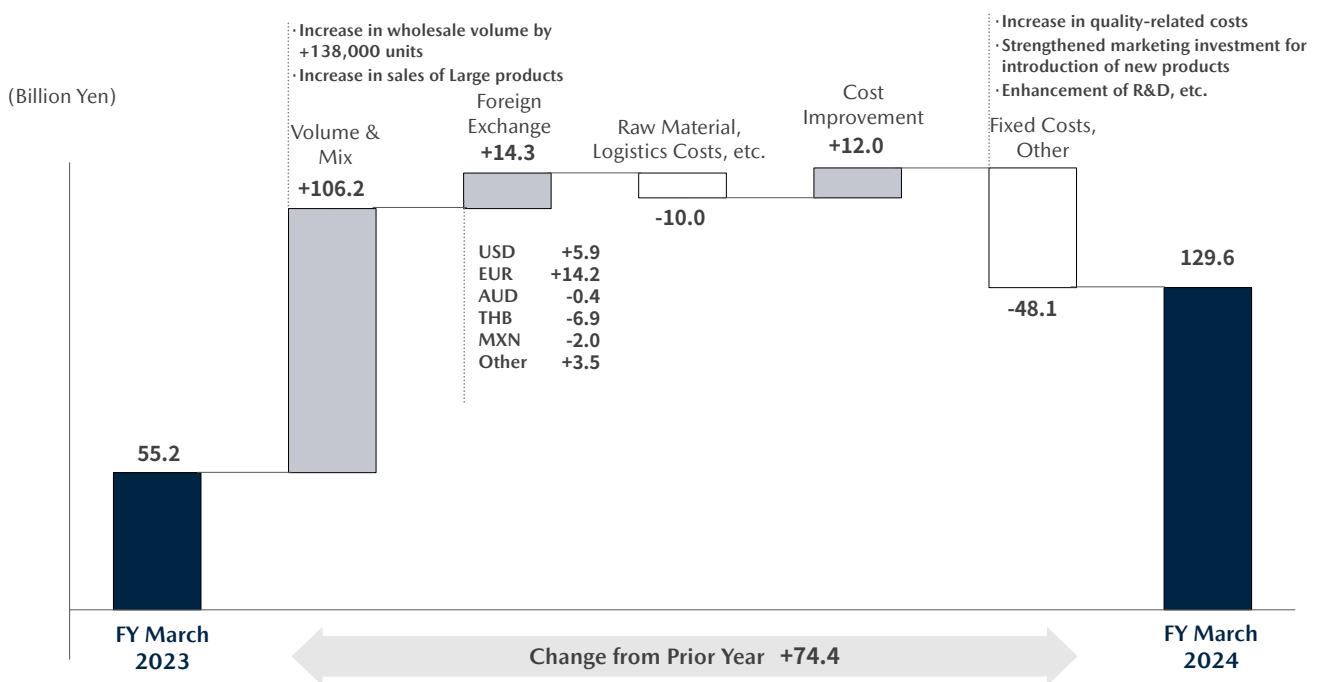 (Billion Yen)
· Increase in wholesale volume by
+138,000 units
· Increase in sales of Large products
Volume &
Mix
+106.2
Foreign
Exchange
+14.3
Raw Material,
Logistics Costs, etc.
-10.0
Cost
Improvement
+12.0
· Increase in quality-related costs
· Strengthened marketing investment for
introduction of new products
· Enhancement of R&D, etc.
Fixed Costs,
Other
-48.1
USD +5.9
EUR +14.2
AUD -0.4
THB -6.9
MXN -2.0
Other +3.5
55.2
129.6
FY March
2023
Change from Prior Year +74.4
FY March
2024